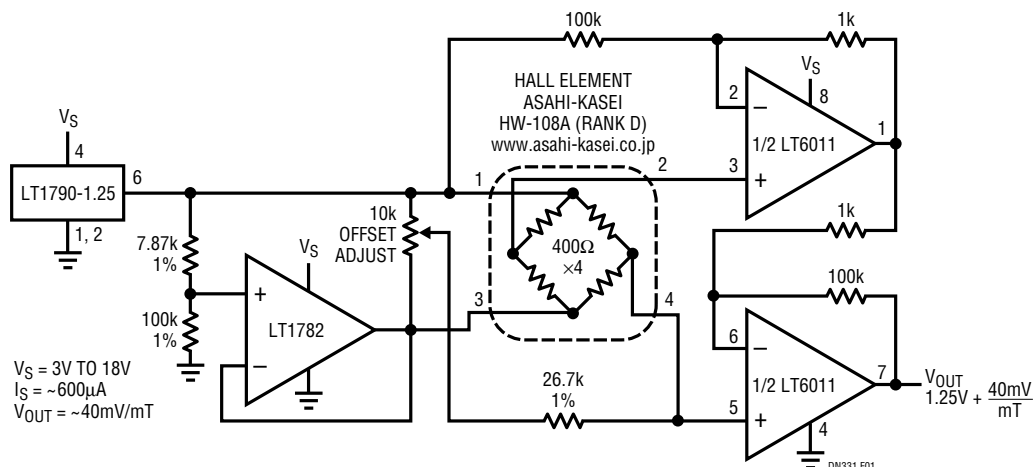 100k
1k
HALL ELEMENT
ASAHI-KASEI
HW-108A (RANK D)
www.asahi-kasei.co.jp
VS
8
2
−
1/2 LT6011
1
3
+
VS
4
LT1790-1.25
6
1, 2
1
2
10k
OFFSET
ADJUST
400Ω
×4
7.87k
1%
VS
+
LT1782
−
3
4
100k
1%
1k
100k
6
−
1/2 LT6011
7
5
+
4
26.7k
1%
VS = 3V TO 18V
IS = ~600µA
VOUT = ~40mV/mT
VOUT
1.25V + 40mV/mT
DN331 F01